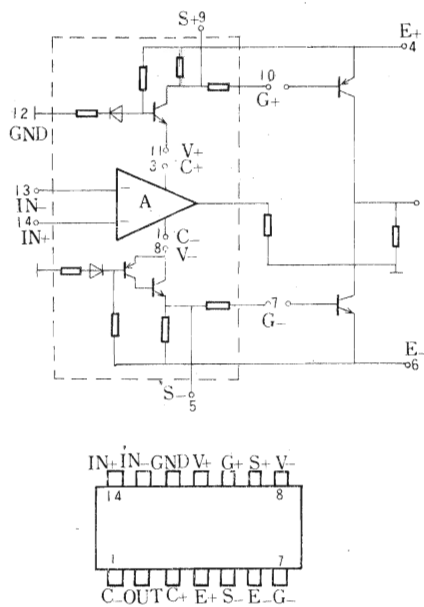 S+ 9
E+
4
10
G+
12
GND
11 V+
3 C+
13
IN-
A
14
IN+
1 C-
8 V-
7
G-
E-
6
S-
5
IN+ IN- GND V+ G+ S+ V-
14 8
1 7
C- OUT C+ E+ S- E- G-